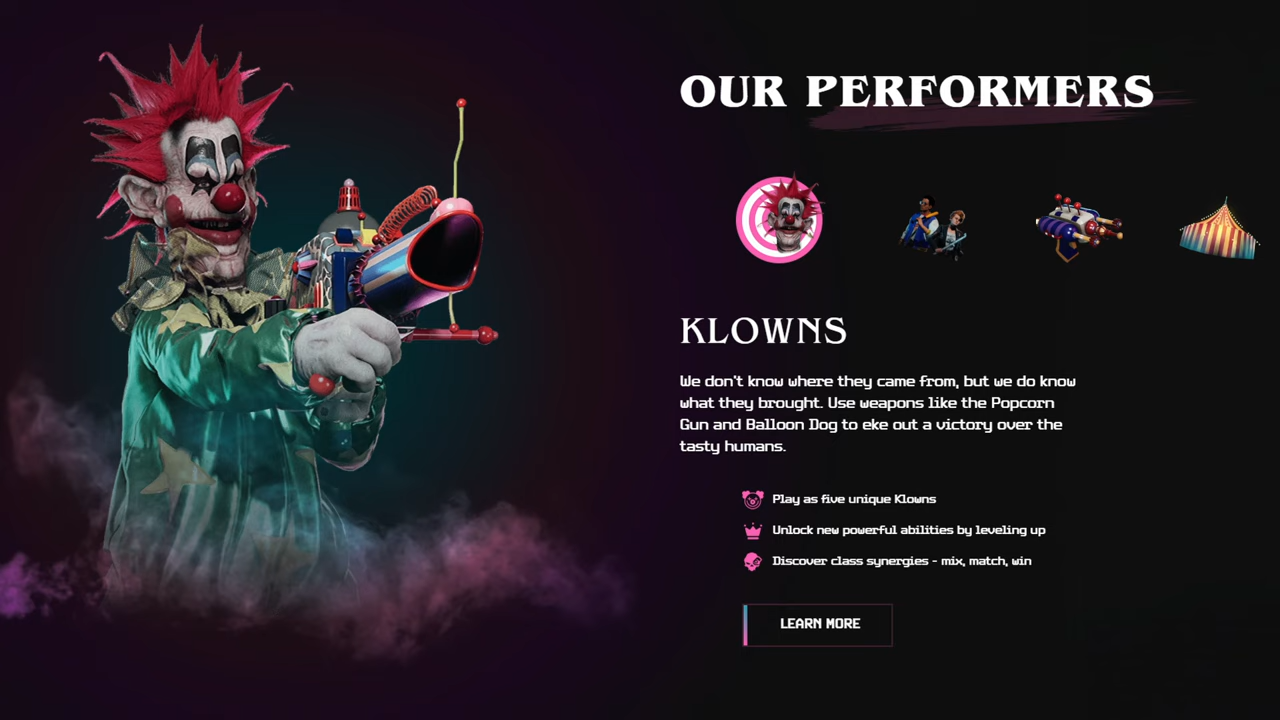 OUR PERFORMERS
KLOWNS
We don't know where they came from, but we do know
what they brought. Use weapons like the Popcorn
Gun and Balloon Dog to eke out a victory over the
tasty humans.
Play as five unique Klowns
Unlock new powerful abilities by leveling up
Discover class synergies - mix, match, win
LEARN MORE